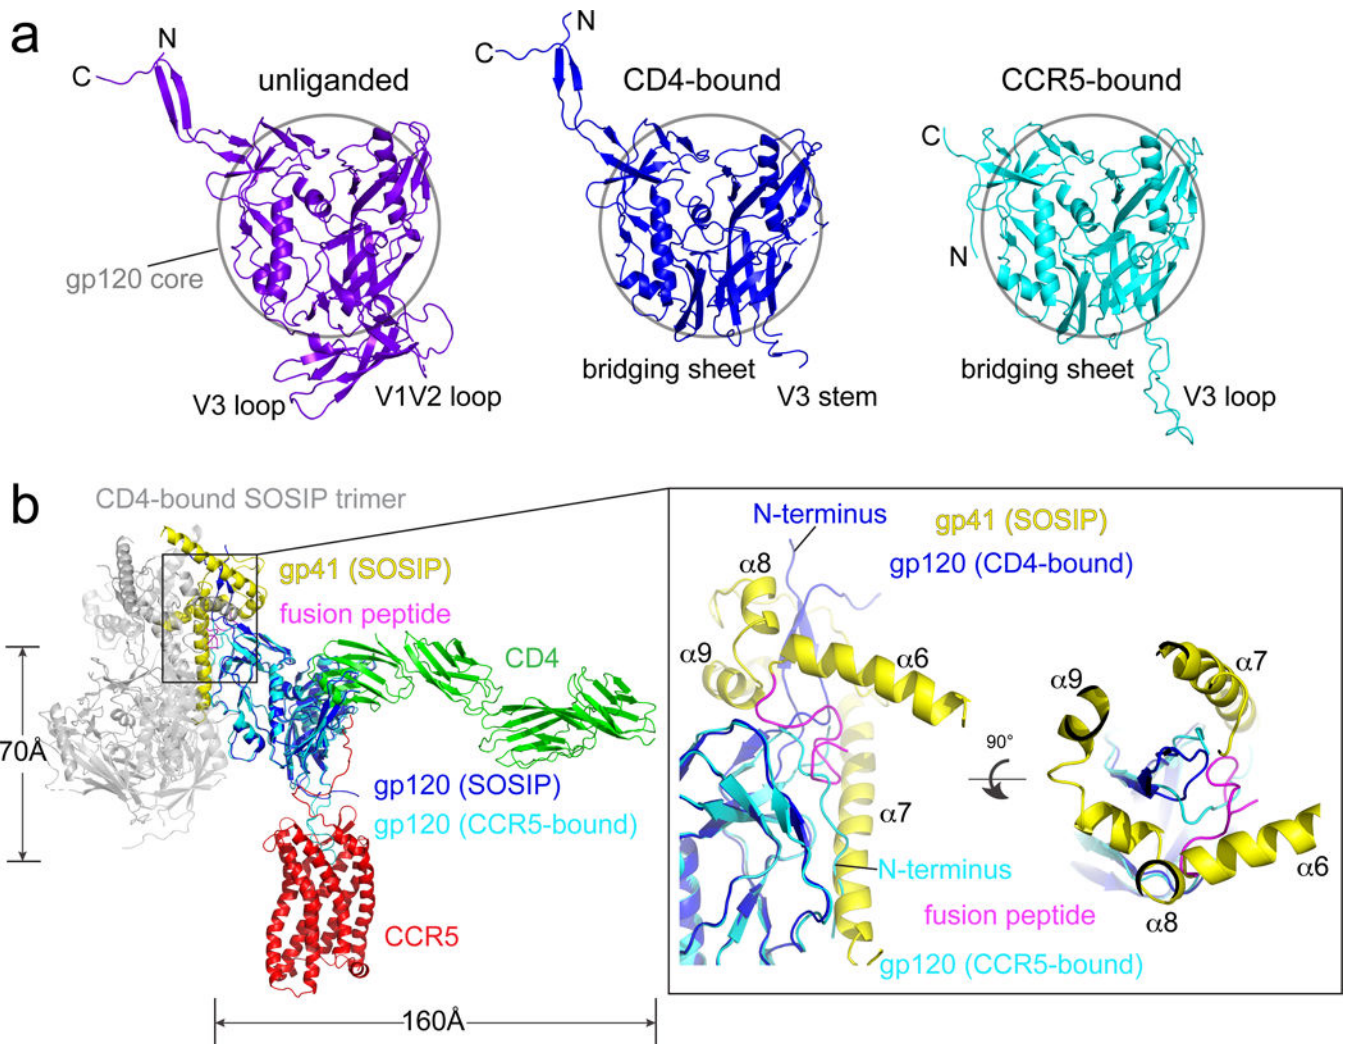 a
N
C
unliganded
gp120 core
V3 loop
V1V2 loop
N
C
CD4-bound
bridging sheet
V3 stem
CCR5-bound
C
N
bridging sheet
V3 loop
b
CD4-bound SOSIP trimer
gp41 (SOSIP)
fusion peptide
CD4
70Å
gp120 (SOSIP)
gp120 (CCR5-bound)
CCR5
160Å
N-terminus
gp41 (SOSIP)
gp120 (CD4-bound)
α8
α9
α6
α7
N-terminus
fusion peptide
gp120 (CCR5-bound)
90°
α9
α7
α6
α8